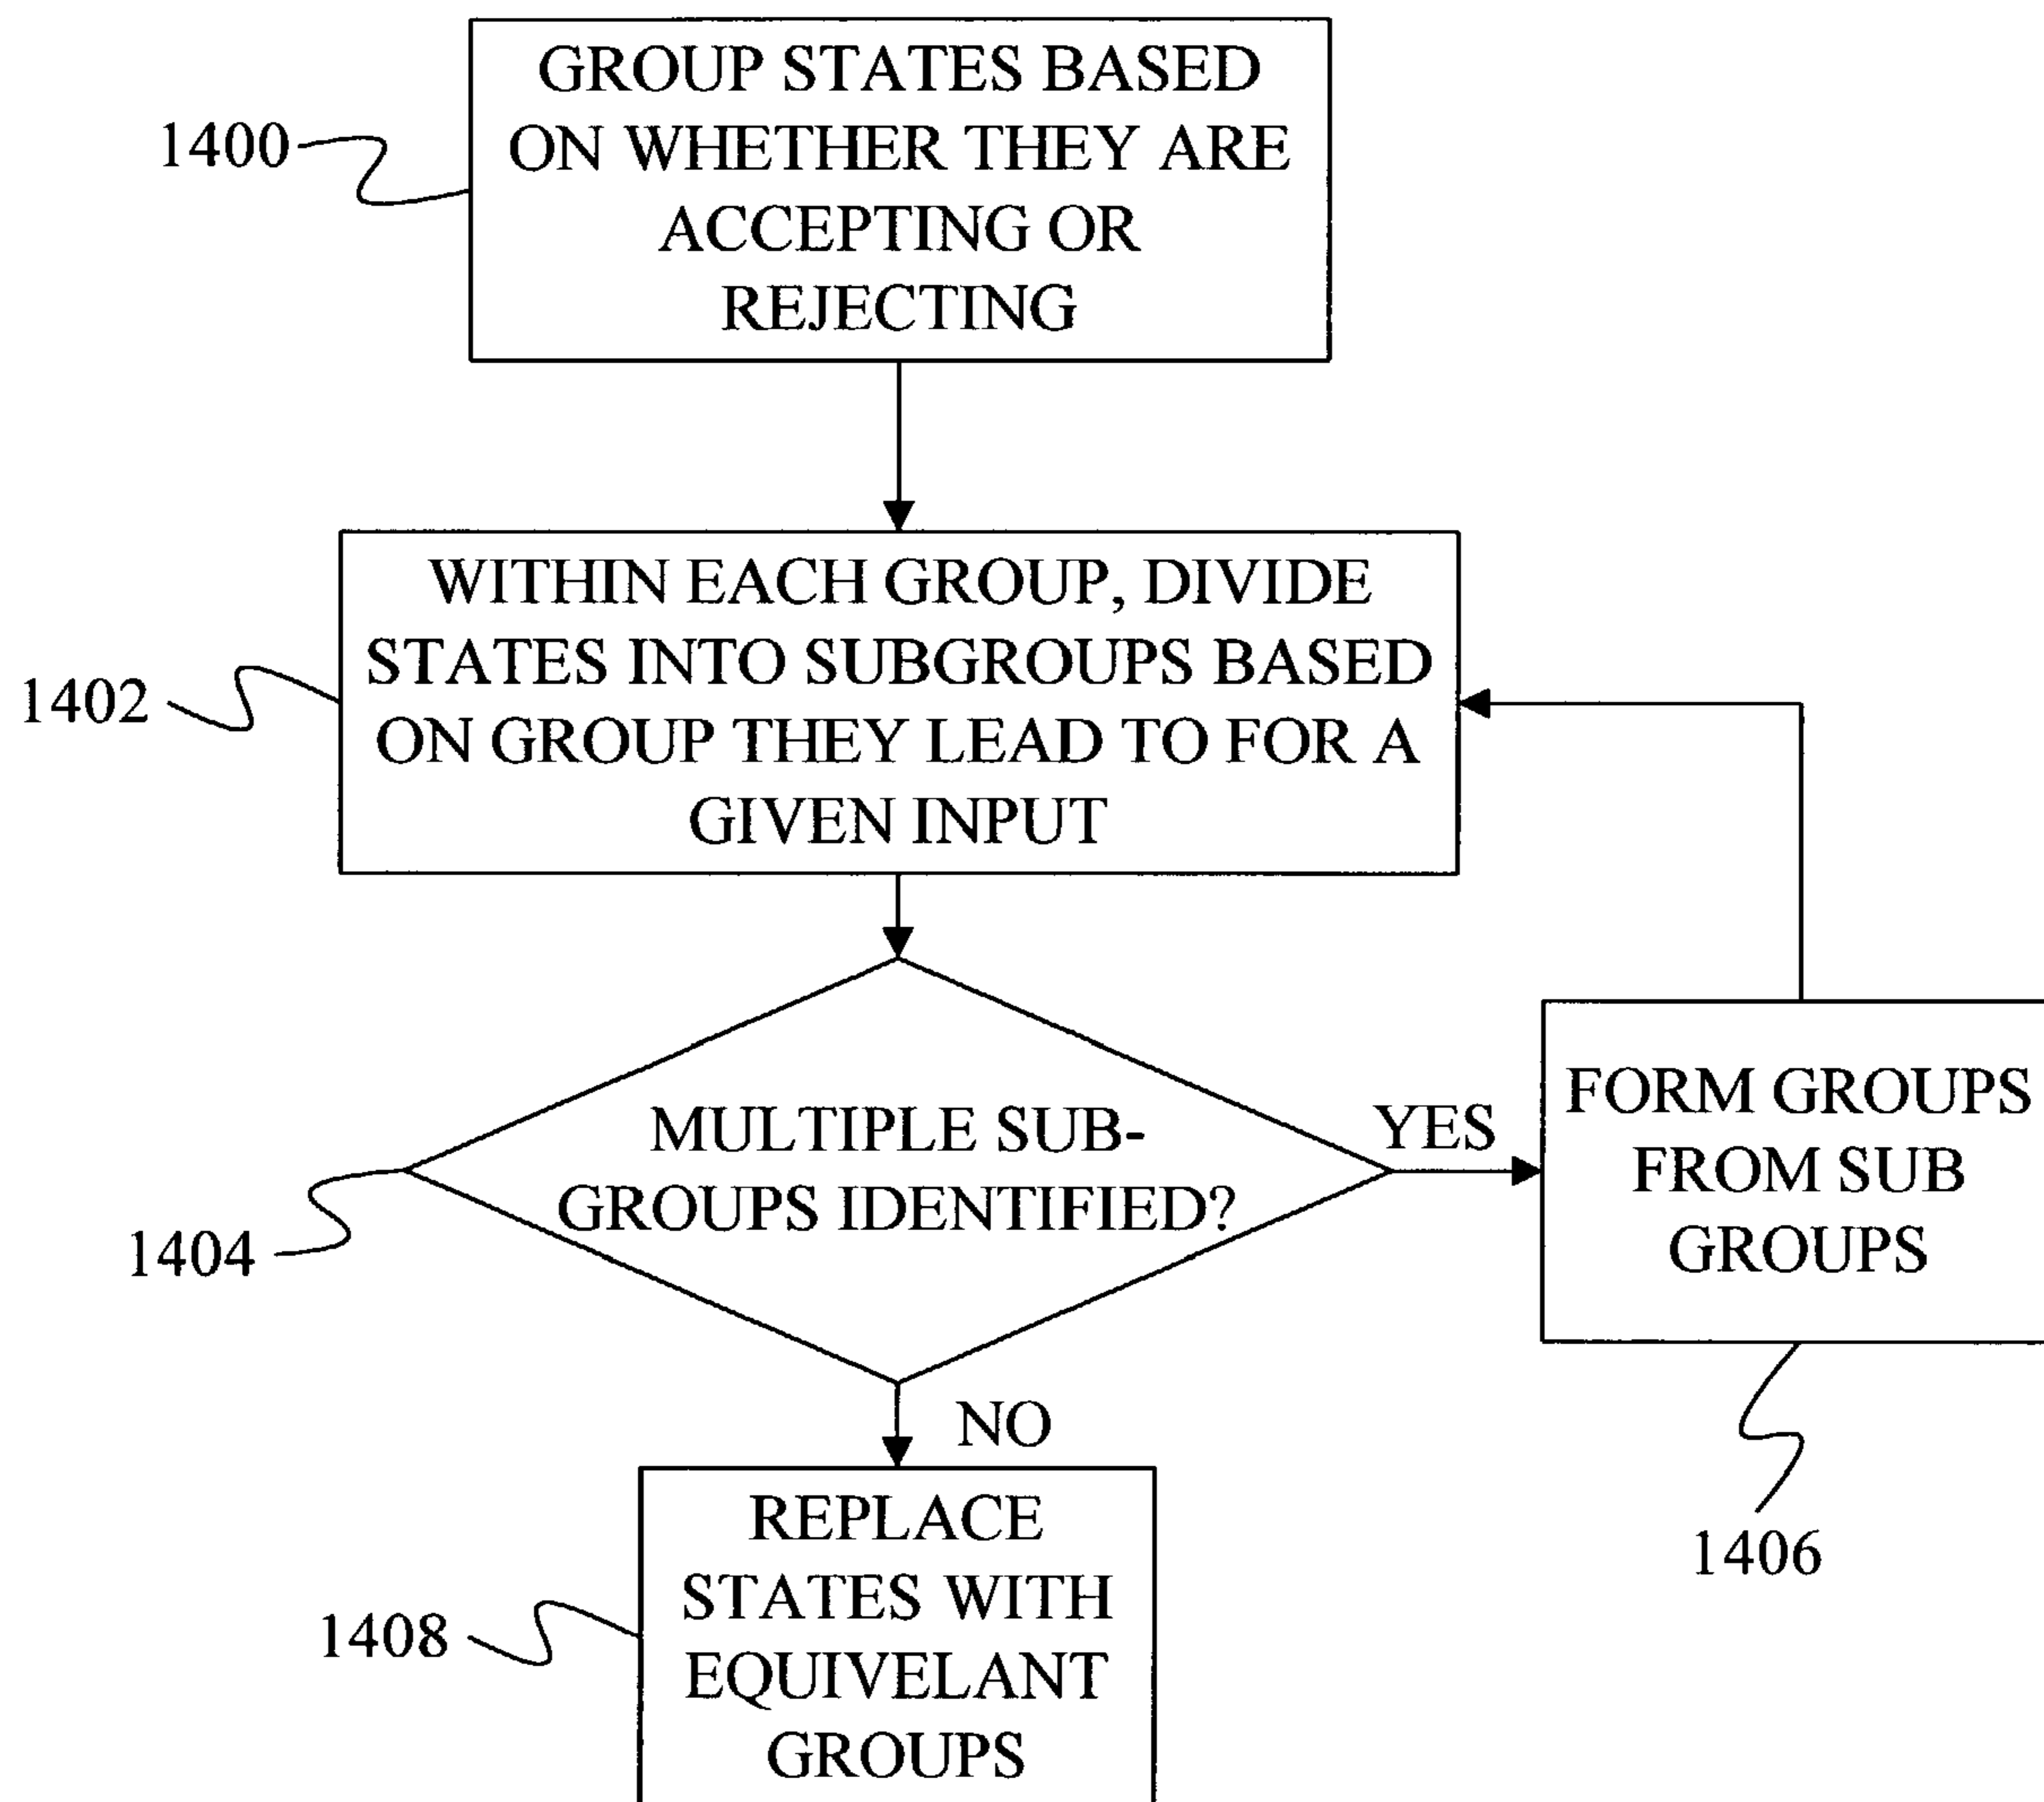 GROUP STATES BASED
ON WHETHER THEY ARE
ACCEPTING OR
REJECTING
1400
WITHIN EACH GROUP, DIVIDE
STATES INTO SUBGROUPS BASED
ON GROUP THEY LEAD TO FOR A
GIVEN INPUT
1402
MULTIPLE SUB-
GROUPS IDENTIFIED?
1404
YES
FORM GROUPS
FROM SUB
GROUPS
1406
NO
REPLACE
STATES WITH
EQUIVELANT
GROUPS
1408